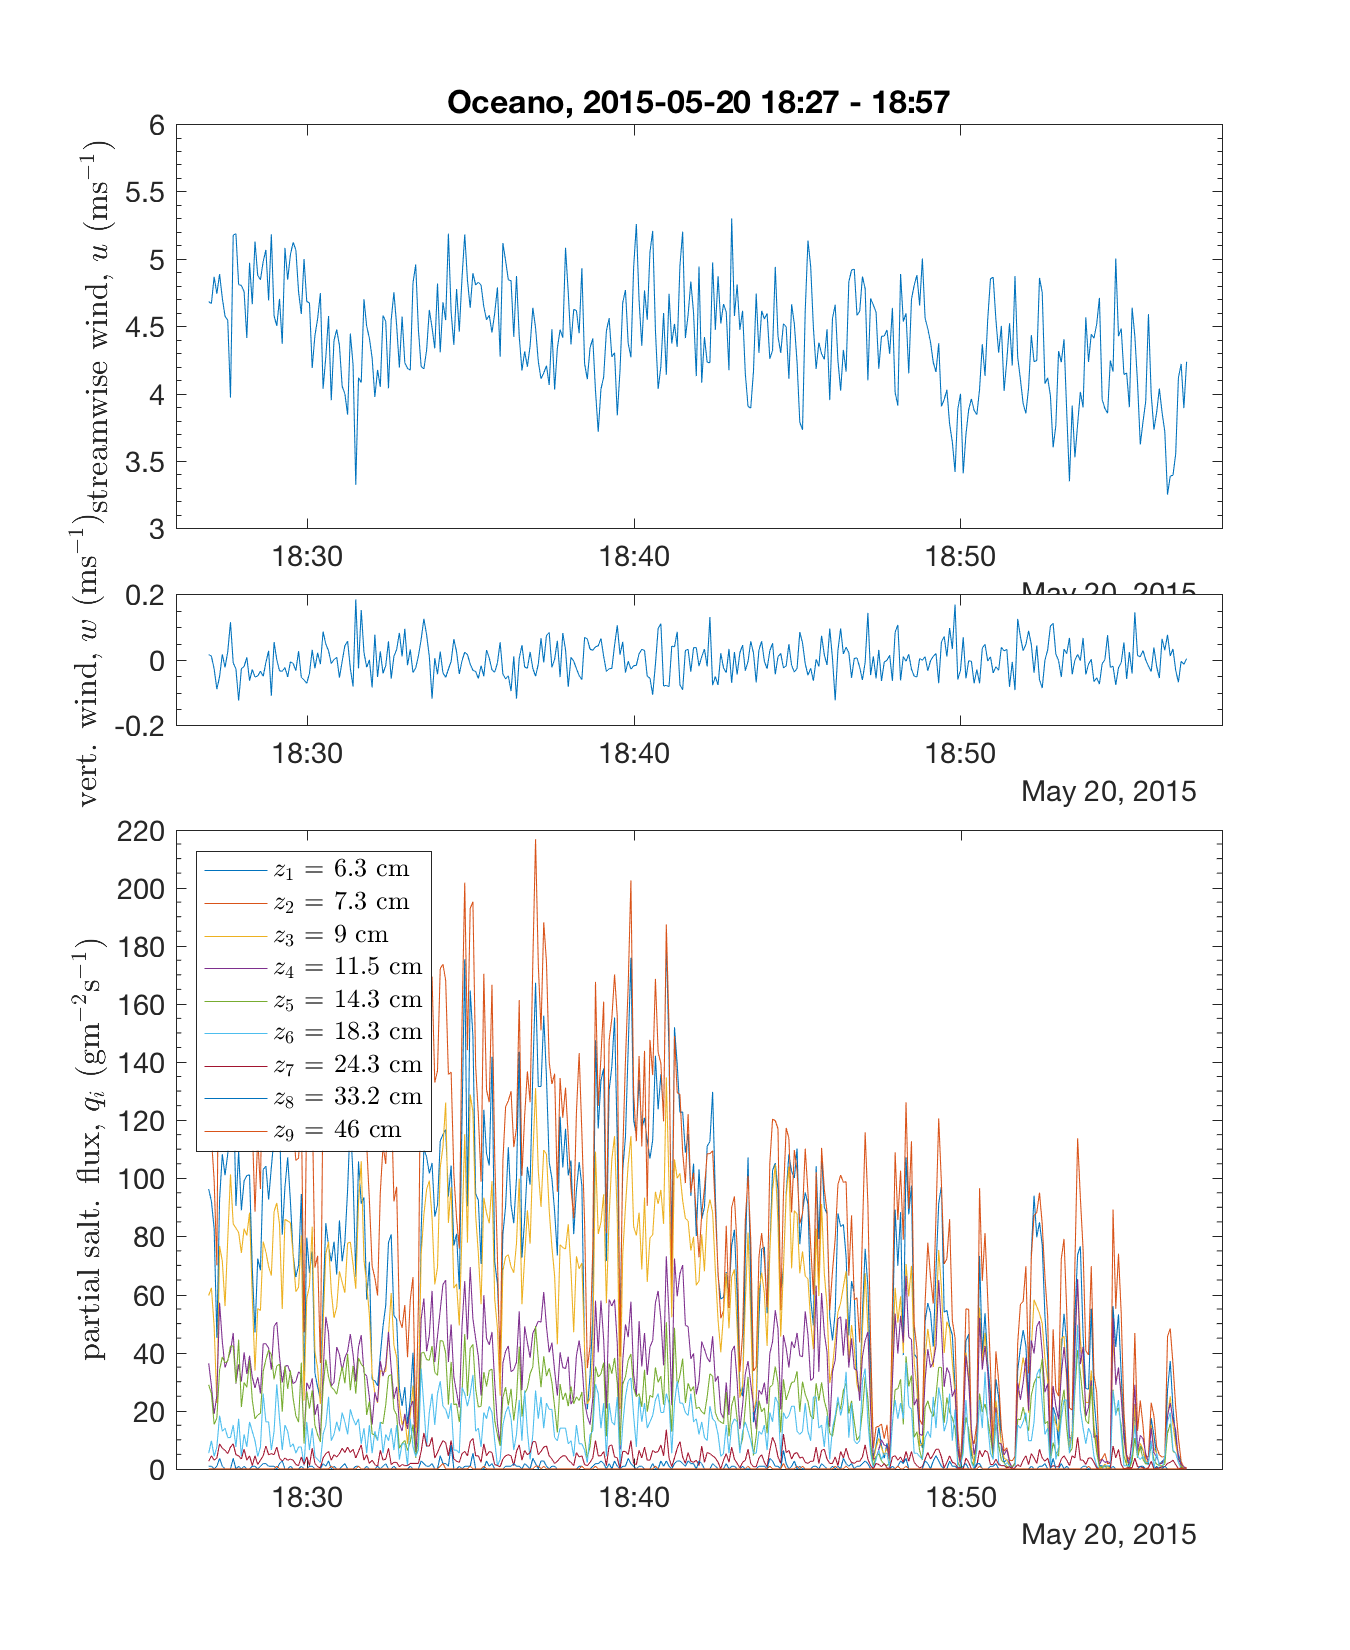 Oceano, 2015-05-20 18:27 - 18:57
streamwise wind, u (ms⁻¹)
6
5.5
5
4.5
4
3.5
3
18:30 18:40 18:50
May 20, 2015
vert. wind, w (ms⁻¹)
0.2
0
-0.2
18:30 18:40 18:50
May 20, 2015
partial salt. flux, qᵢ (gm⁻²s⁻¹)
220
200
180
160
140
120
100
80
60
40
20
0
z₁ = 6.3 cm
z₂ = 7.3 cm
z₃ = 9 cm
z₄ = 11.5 cm
z₅ = 14.3 cm
z₆ = 18.3 cm
z₇ = 24.3 cm
z₈ = 33.2 cm
z₉ = 46 cm
18:30 18:40 18:50
May 20, 2015